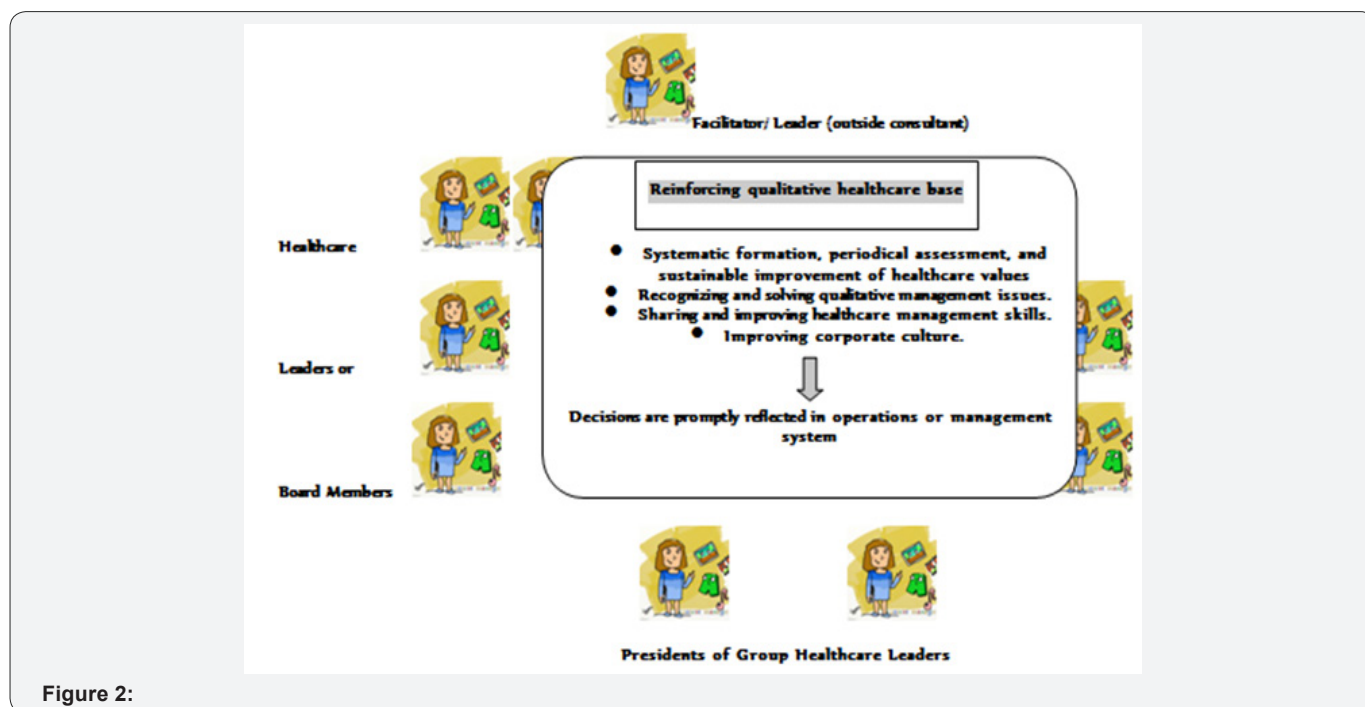 Facilitator/ Leader (outside consultant)
Reinforcing qualitative healthcare base
Healthcare
● Systematic formation, periodical assessment, and
sustainable improvement of healthcare values
● Recognizing and solving qualitative management issues.
● Sharing and improving healthcare management skills.
● Improving corporate culture.
Leaders or
Decisions are promptly reflected in operations or management
system
Board Members
Presidents of Group Healthcare Leaders
Figure 2: